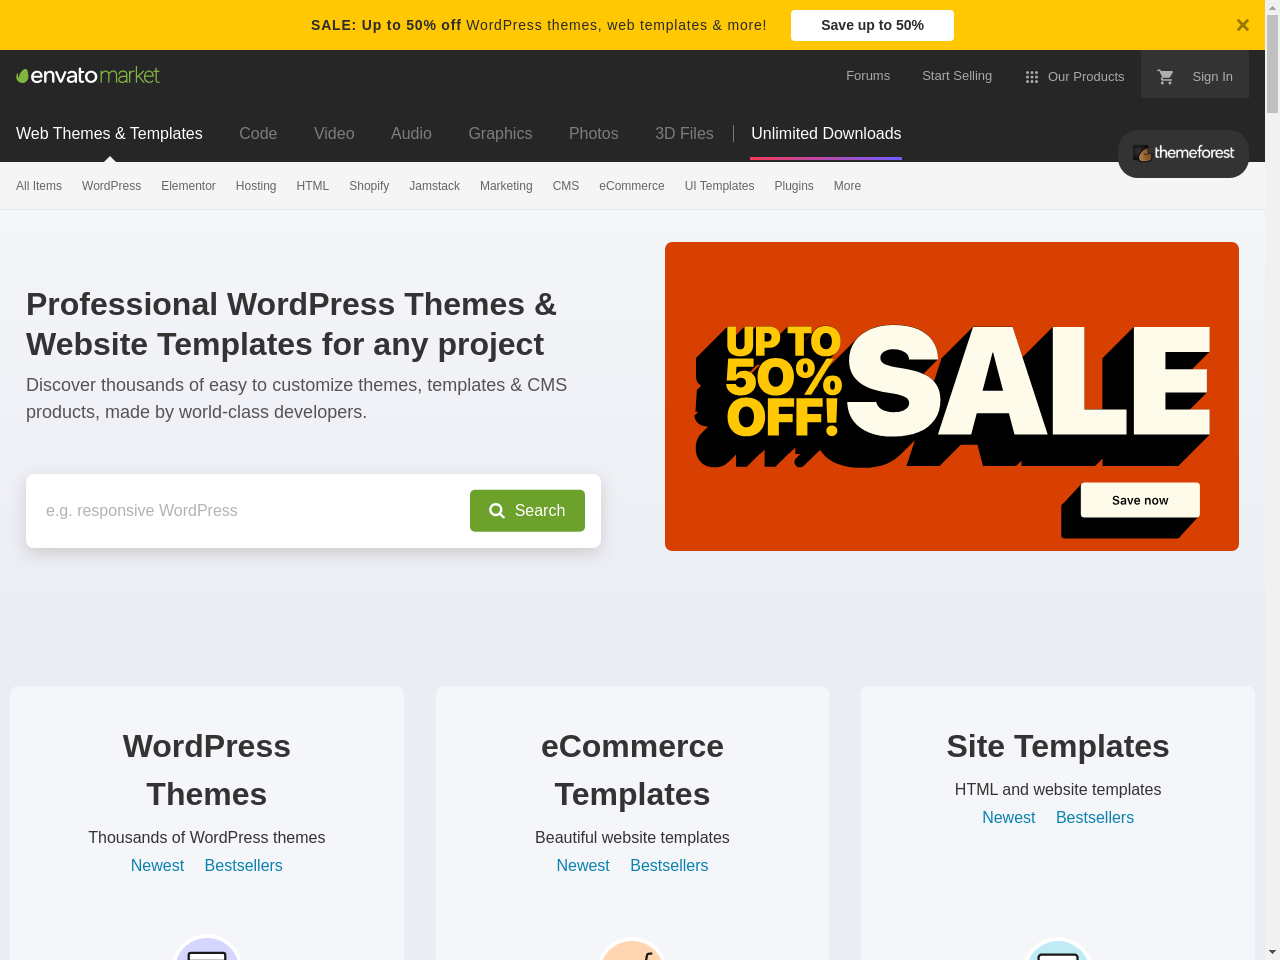 SALE: Up to 50% off WordPress themes, web templates & more!
Save up to 50%
envato market
Forums
Start Selling
Our Products
Sign In
Web Themes & Templates
Code
Video
Audio
Graphics
Photos
3D Files
Unlimited Downloads
themeforest
All Items
WordPress
Elementor
Hosting
HTML
Shopify
Jamstack
Marketing
CMS
eCommerce
UI Templates
Plugins
More
Professional WordPress Themes &
Website Templates for any project
Discover thousands of easy to customize themes, templates & CMS
products, made by world-class developers.
e.g. responsive WordPress
Search
UP TO
50%
OFF!
SALE
Save now
WordPress
Themes
Thousands of WordPress themes
Newest
Bestsellers
eCommerce
Templates
Beautiful website templates
Newest
Bestsellers
Site Templates
HTML and website templates
Newest
Bestsellers